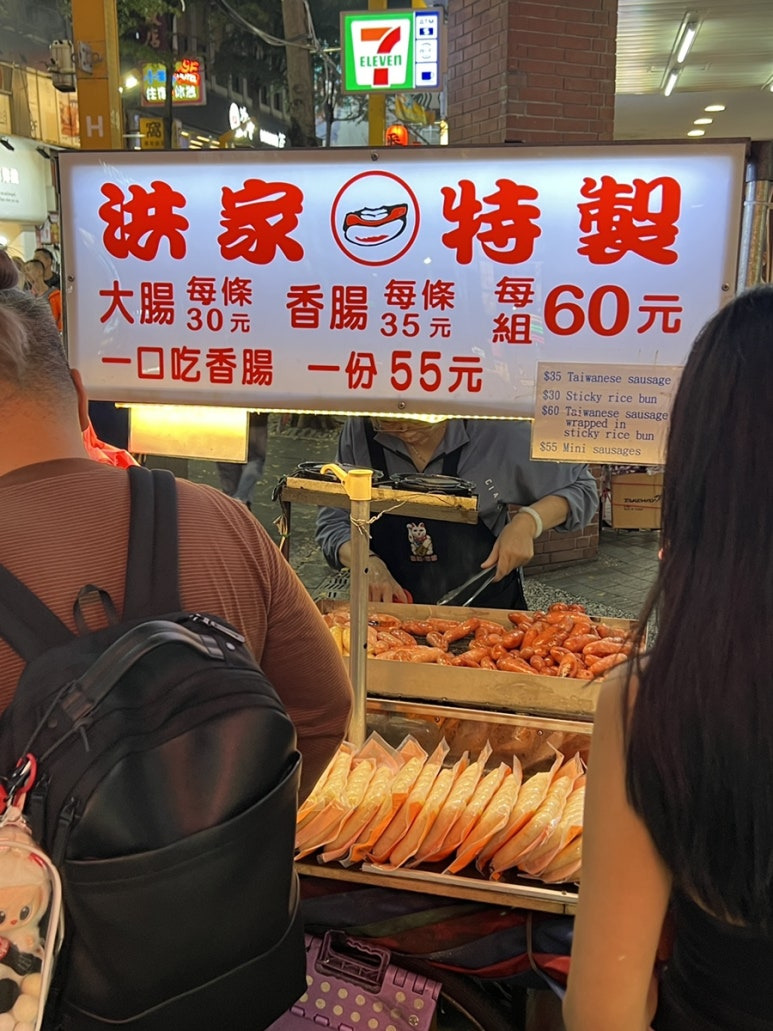 7
ELEVEN
ATM
H
洪家 特製
大腸 每條30元 香腸 每條35元 每組60元
一口吃香腸 一份55元
$35 Taiwanese sausage
$30 Sticky rice bun
$60 Taiwanese sausage
wrapped in
sticky rice bun
$55 Mini sausages